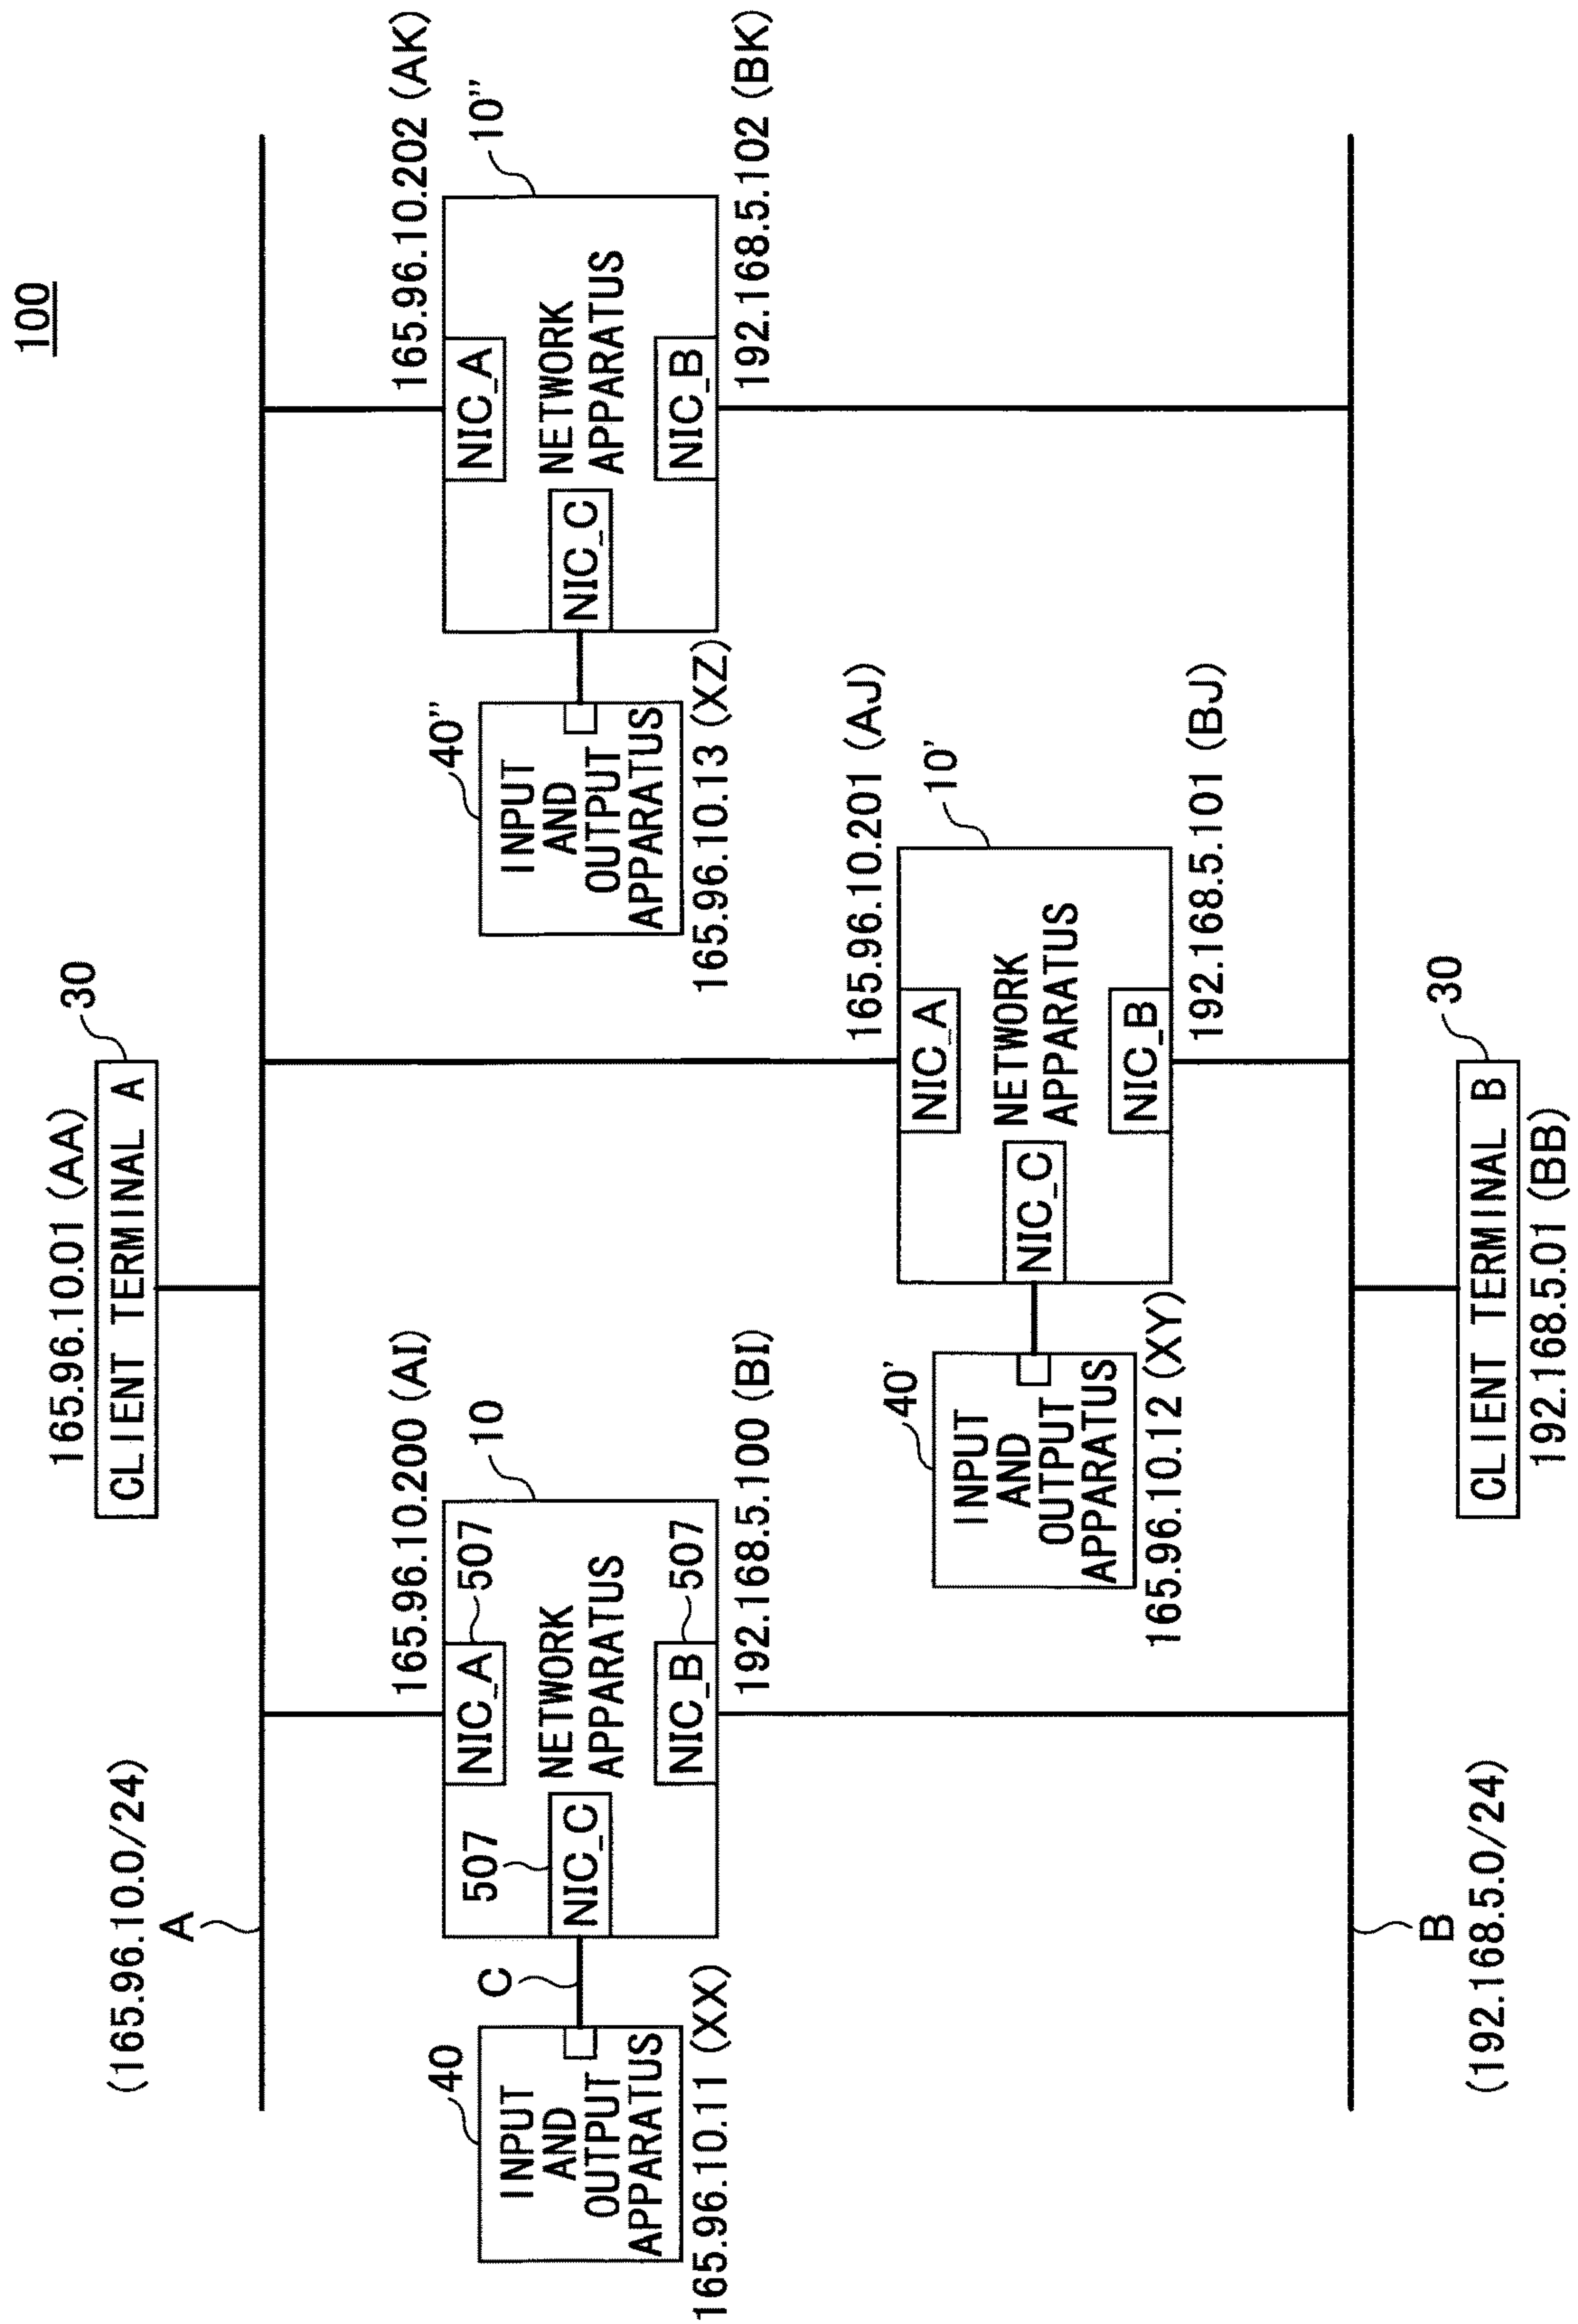 100
165.96.10.01 (AA)
CLIENT TERMINAL A
30
(165.96.10.0/24)
A
165.96.10.200 (AI)
10
40
INPUT
AND
OUTPUT
APPARATUS
165.96.10.11 (XX)
C
507
NIC_C
NIC_A
507
NETWORK
APPARATUS
NIC_B
507
192.168.5.100 (BI)
165.96.10.202 (AK)
10''
40''
INPUT
AND
OUTPUT
APPARATUS
165.96.10.13 (XZ)
NIC_C
NIC_A
NETWORK
APPARATUS
NIC_B
192.168.5.102 (BK)
165.96.10.201 (AJ)
10'
40'
INPUT
AND
OUTPUT
APPARATUS
165.96.10.12 (XY)
NIC_C
NIC_A
NETWORK
APPARATUS
NIC_B
192.168.5.101 (BJ)
B
(192.168.5.0/24)
30
CLIENT TERMINAL B
192.168.5.01 (BB)